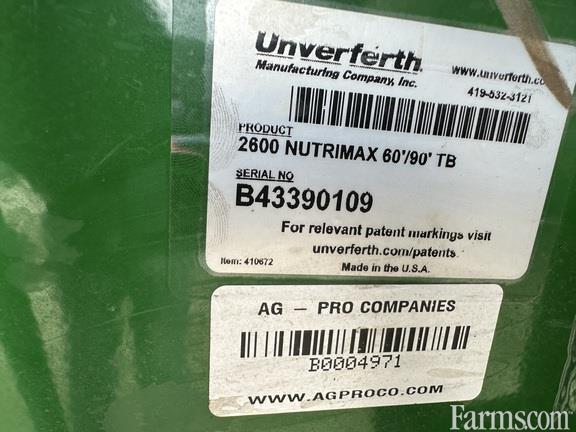 Unverferth
Manufacturing Company, Inc.
www.unverferth.co
419-532-3121
PRODUCT
2600 NUTRIMAX 60'/90' TB
SERIAL NO
B43390109
For relevant patent markings visit
unverferth.com/patents
Item: 410672
Made in the U.S.A.
AG - PRO COMPANIES
B0004971
WWW.AGPROCO.COM
Farms.com